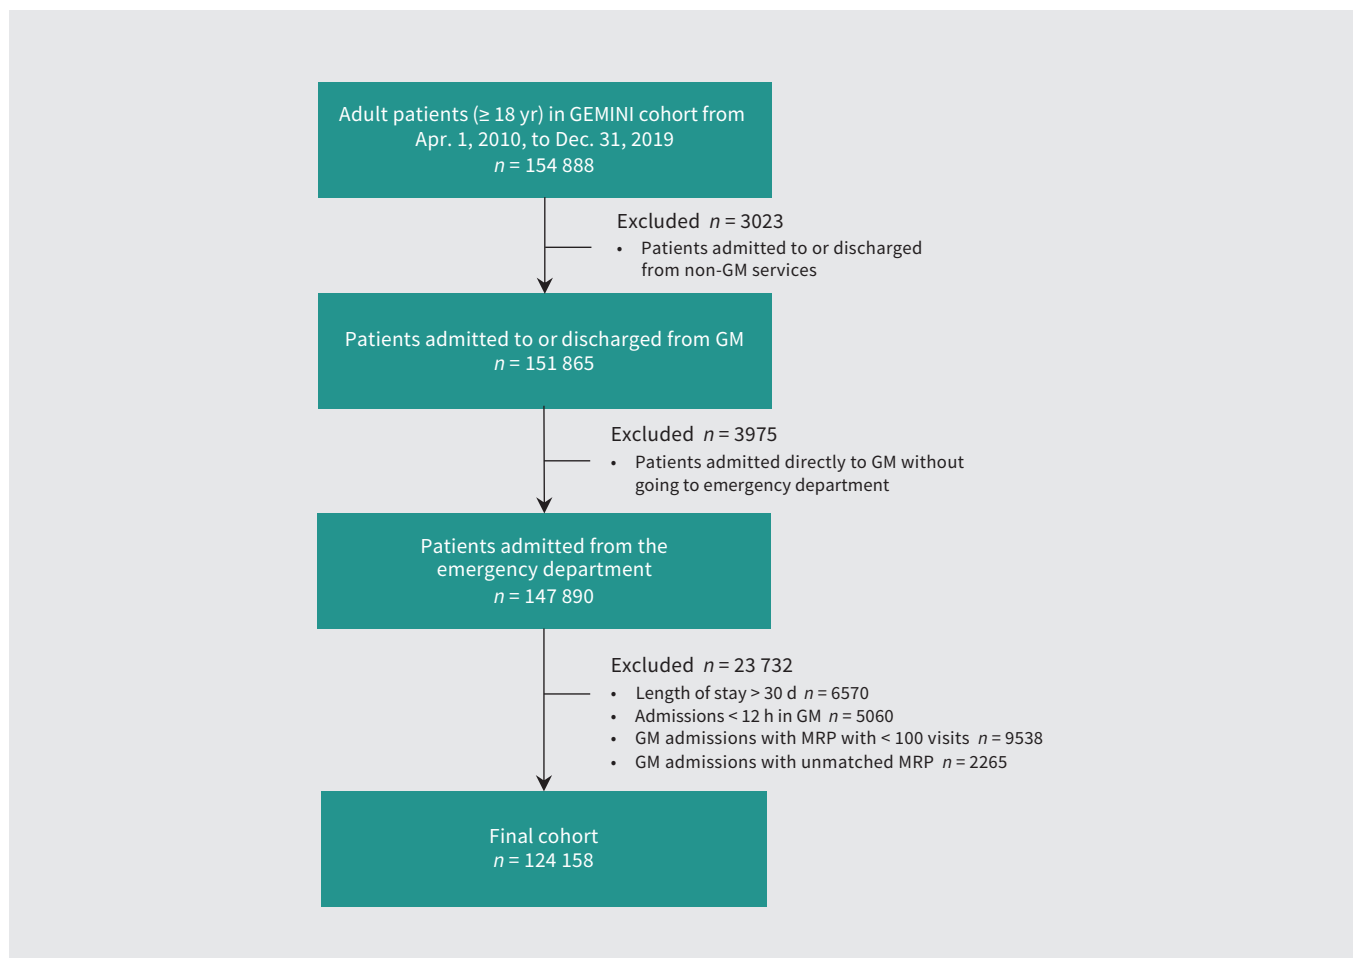 Adult patients (≥ 18 yr) in GEMINI cohort from
Apr. 1, 2010, to Dec. 31, 2019
n = 154 888
Excluded n = 3023
• Patients admitted to or discharged
from non-GM services
Patients admitted to or discharged from GM
n = 151 865
Excluded n = 3975
• Patients admitted directly to GM without
going to emergency department
Patients admitted from the
emergency department
n = 147 890
Excluded n = 23 732
• Length of stay > 30 d n = 6570
• Admissions < 12 h in GM n = 5060
• GM admissions with MRP with < 100 visits n = 9538
• GM admissions with unmatched MRP n = 2265
Final cohort
n = 124 158